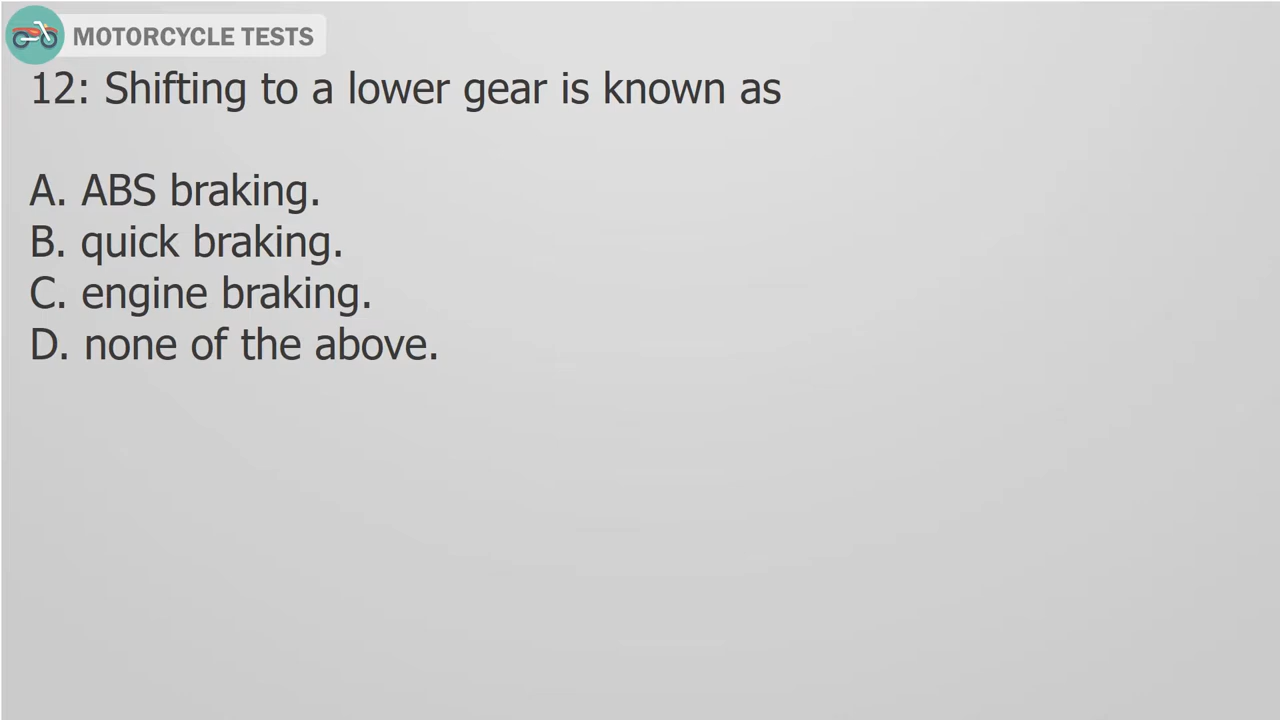 MOTORCYCLE TESTS
12: Shifting to a lower gear is known as
A. ABS braking.
B. quick braking.
C. engine braking.
D. none of the above.